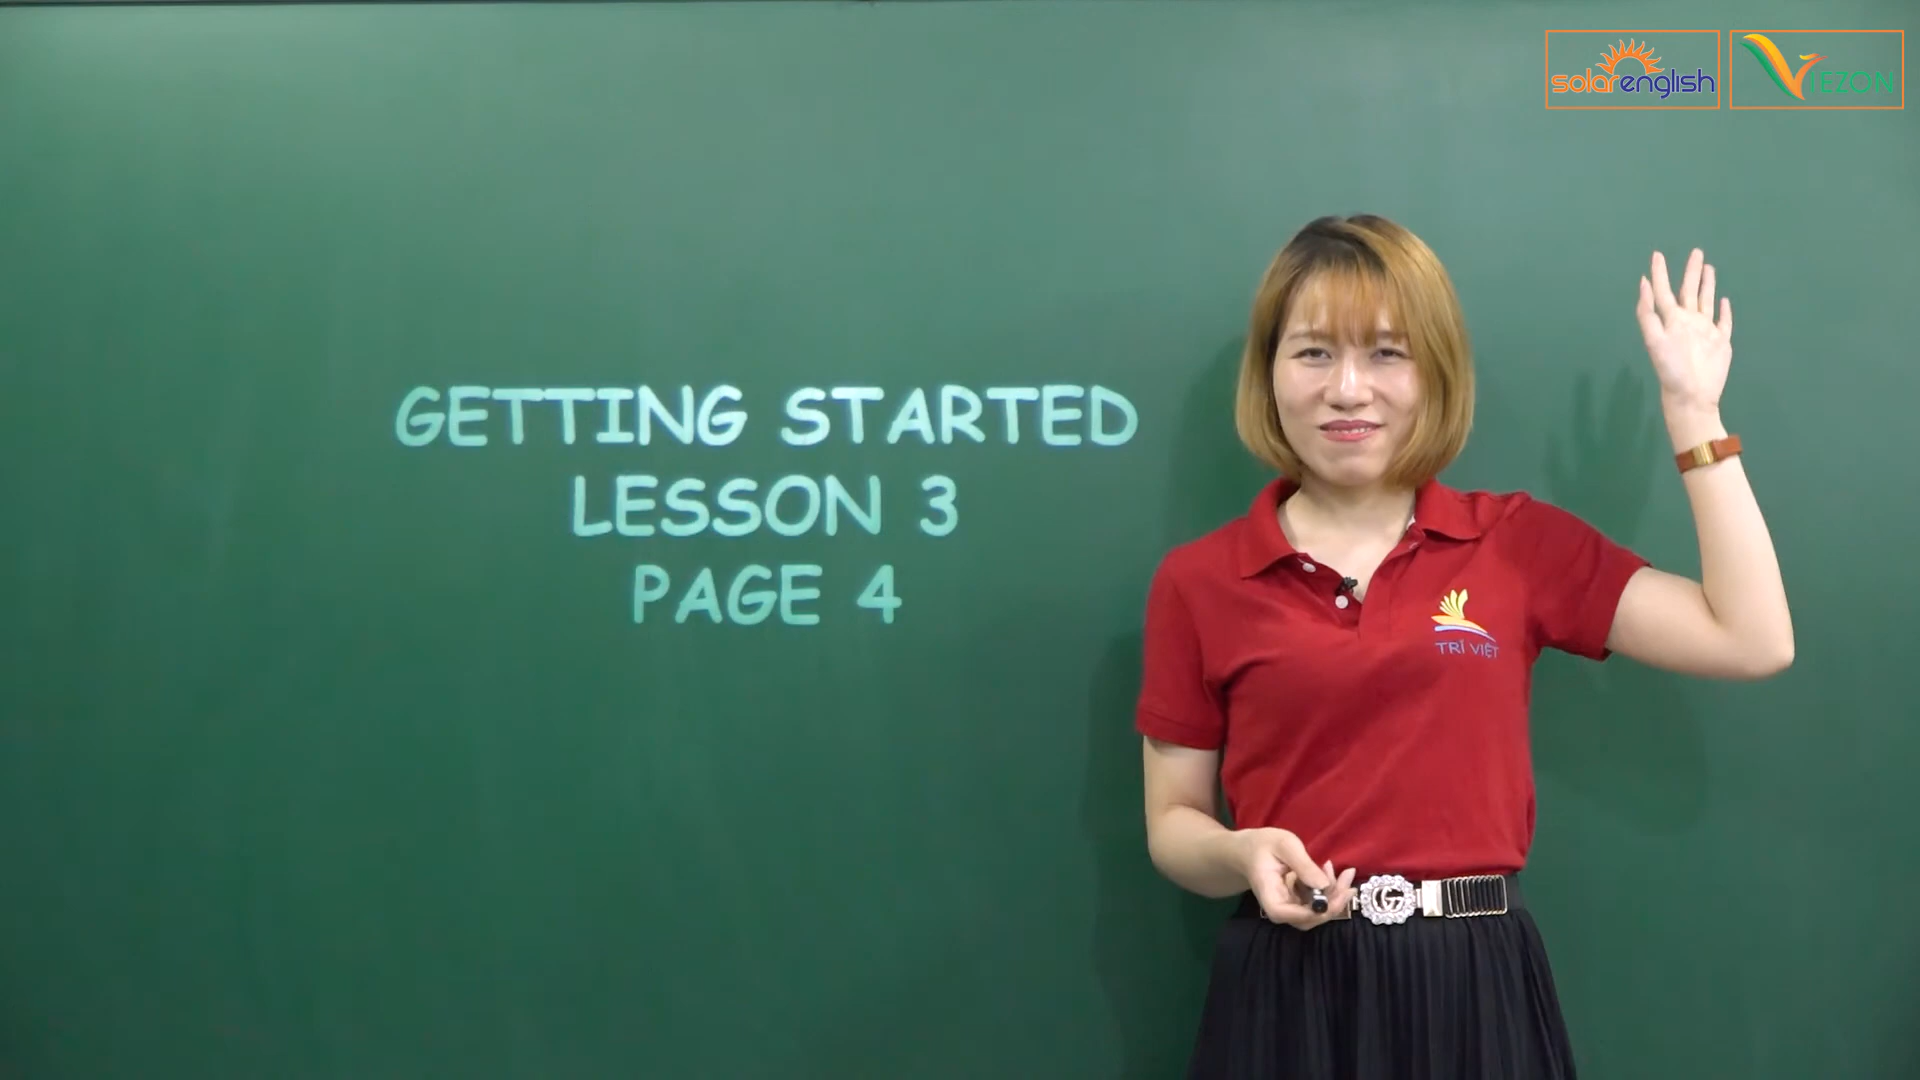 solarenglish
VIEZON
GETTING STARTED
LESSON 3
PAGE 4
TRÍ VIỆT